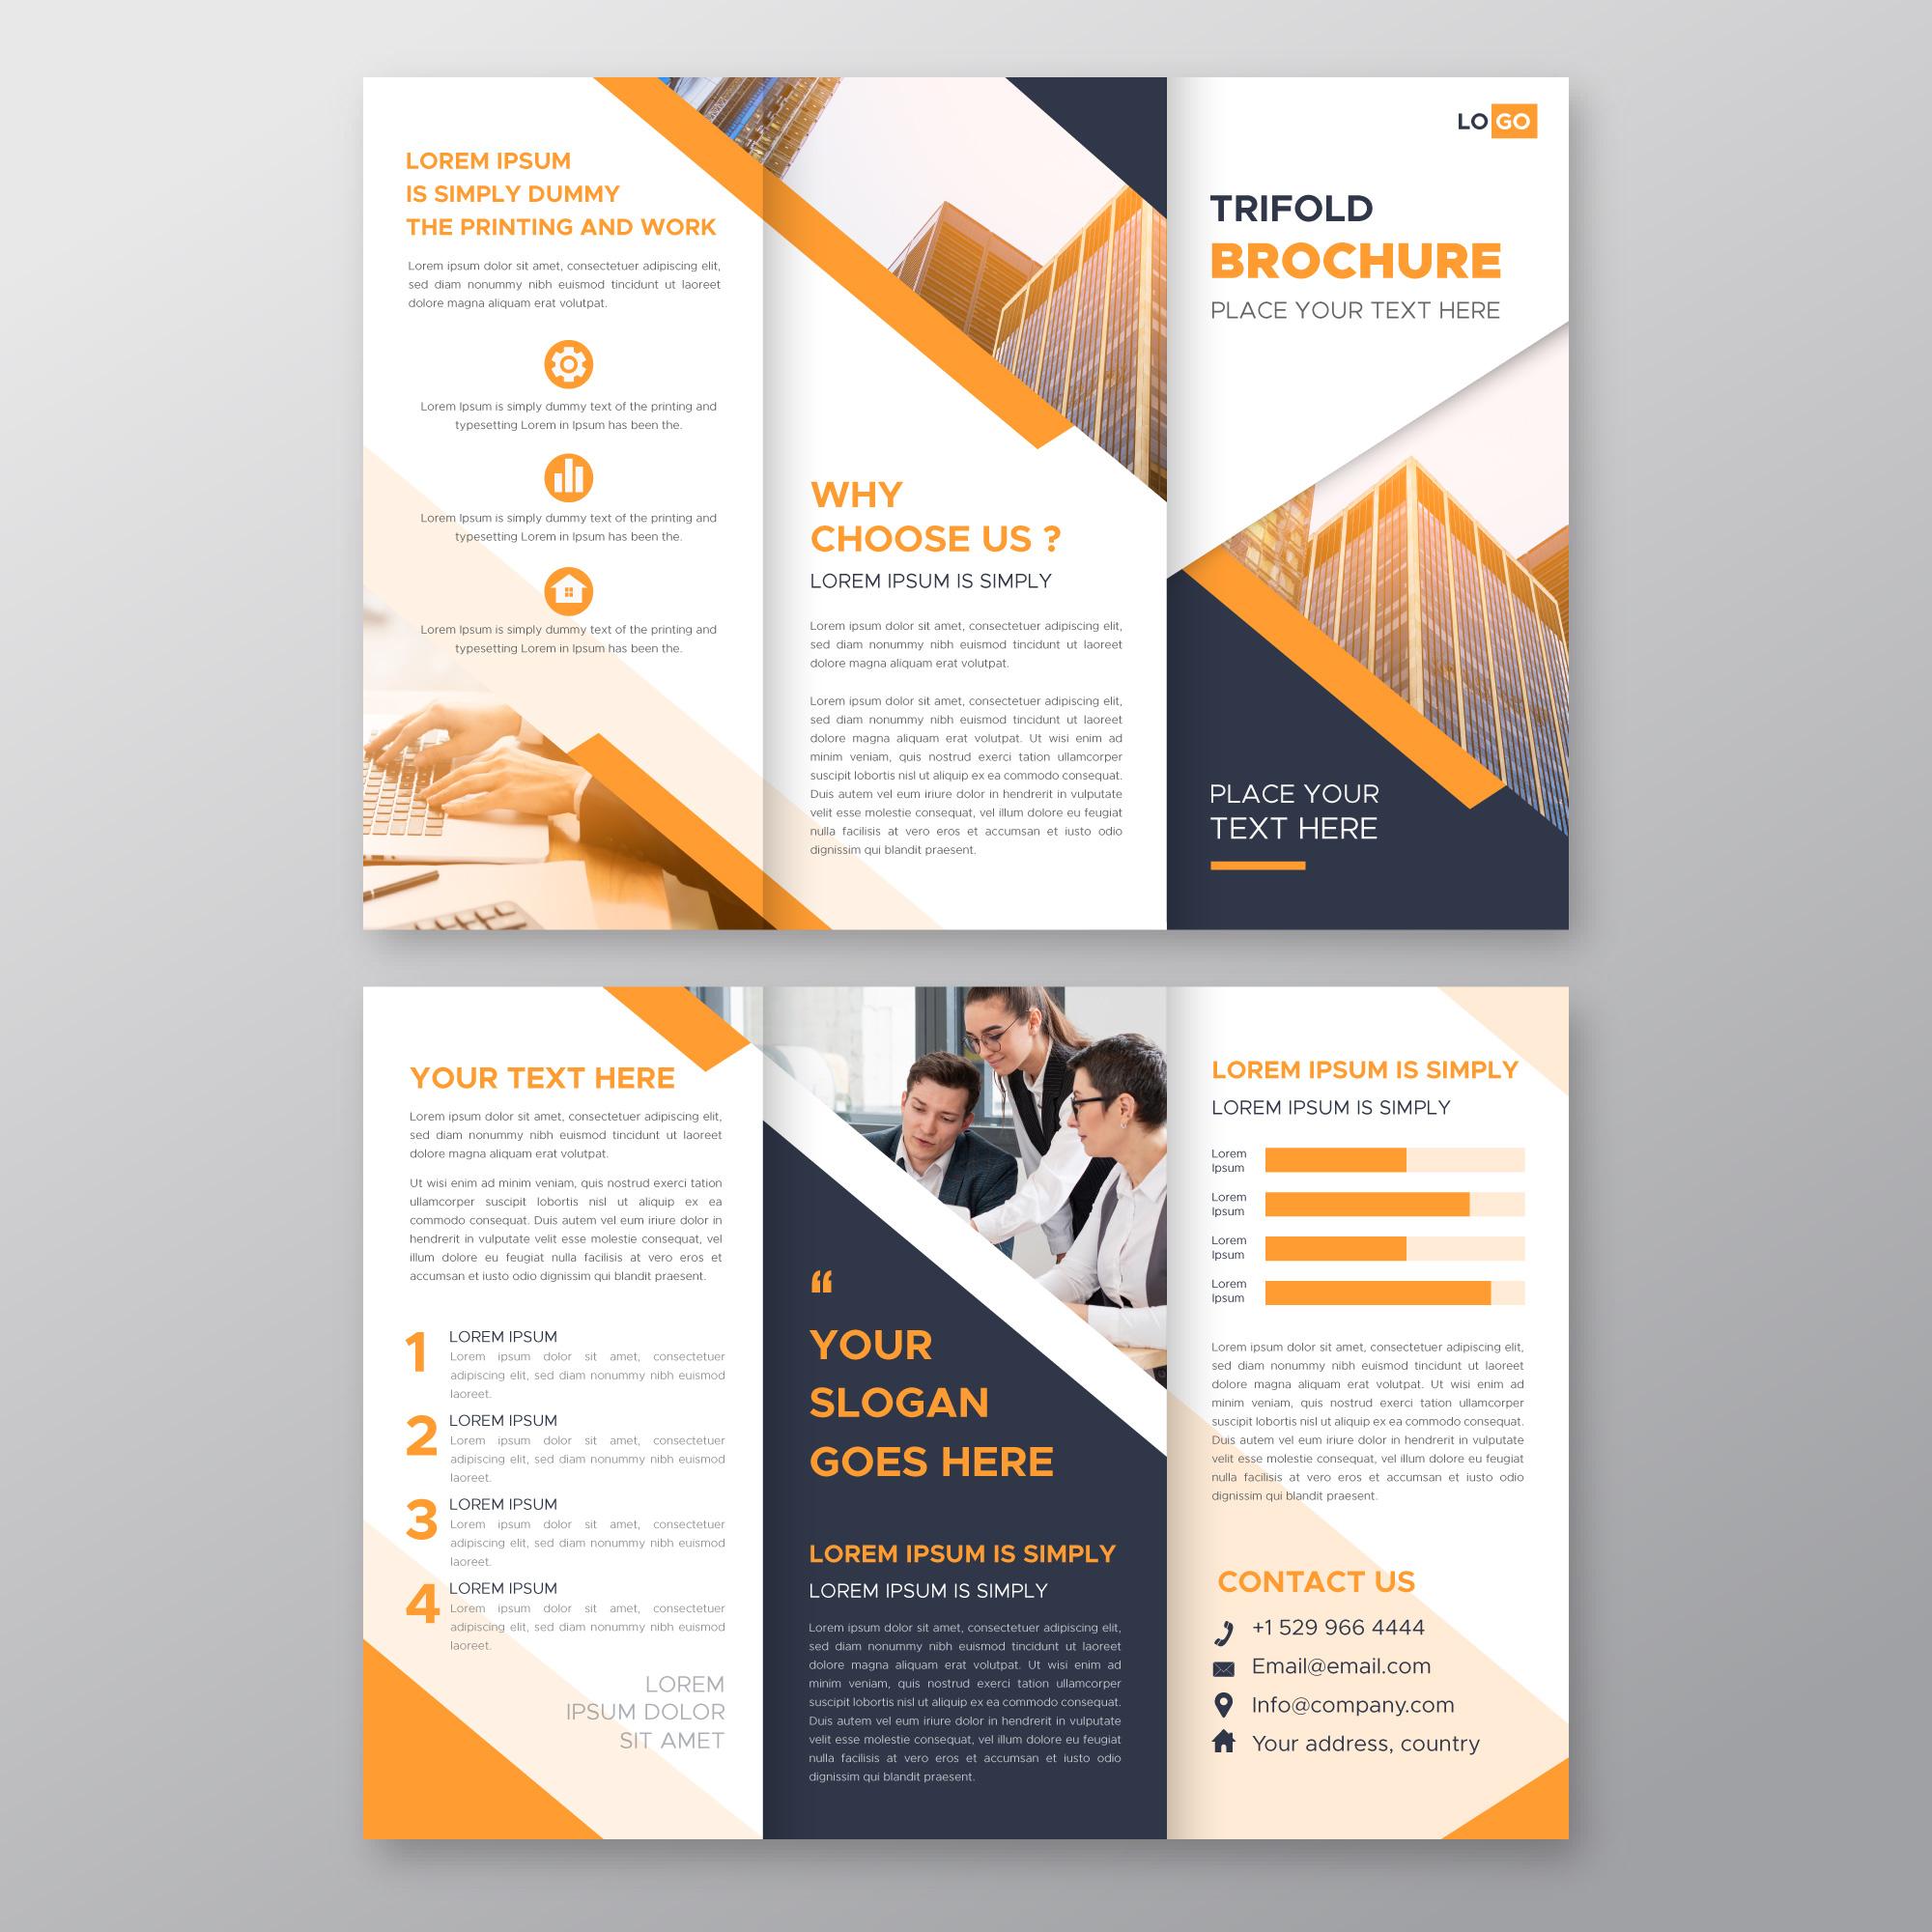 LOREM IPSUM
IS SIMPLY DUMMY
THE PRINTING AND WORK
Lorem ipsum dolor sit amet, consectetuer adipiscing elit,
sed diam nonummy nibh euismod tincidunt ut laoreet
dolore magna aliquam erat volutpat.
Lorem Ipsum is simply dummy text of the printing and
typesetting Lorem in Ipsum has been the.
Lorem Ipsum is simply dummy text of the printing and
typesetting Lorem in Ipsum has been the.
Lorem Ipsum is simply dummy text of the printing and
typesetting Lorem in Ipsum has been the.
WHY
CHOOSE US ?
LOREM IPSUM IS SIMPLY
Lorem ipsum dolor sit amet, consectetuer adipiscing elit,
sed diam nonummy nibh euismod tincidunt ut laoreet
dolore magna aliquam erat volutpat.
Lorem ipsum dolor sit amet, consectetuer adipiscing elit,
sed diam nonummy nibh euismod tincidunt ut laoreet
dolore magna aliquam erat volutpat. Ut wisi enim ad
minim veniam, quis nostrud exerci tation ullamcorper
suscipit lobortis nisl ut aliquip ex ea commodo consequat.
Duis autem vel eum iriure dolor in hendrerit in vulputate
velit esse molestie consequat, vel illum dolore eu feugiat
nulla facilisis at vero eros et accumsan et iusto odio
dignissim qui blandit praesent.
LOGO
TRIFOLD
BROCHURE
PLACE YOUR TEXT HERE
PLACE YOUR
TEXT HERE
YOUR TEXT HERE
Lorem ipsum dolor sit amet, consectetuer adipiscing elit,
sed diam nonummy nibh euismod tincidunt ut laoreet
dolore magna aliquam erat volutpat.
Ut wisi enim ad minim veniam, quis nostrud exerci tation
ullamcorper suscipit lobortis nisl ut aliquip ex ea
commodo consequat. Duis autem vel eum iriure dolor in
hendrerit in vulputate velit esse molestie consequat, vel
illum dolore eu feugiat nulla facilisis at vero eros et
accumsan et iusto odio dignissim qui blandit praesent.
1 LOREM IPSUM
Lorem ipsum dolor sit amet, consectetuer
adipiscing elit, sed diam nonummy nibh euismod
laoreet.
2 LOREM IPSUM
Lorem ipsum dolor sit amet, consectetuer
adipiscing elit, sed diam nonummy nibh euismod
laoreet.
3 LOREM IPSUM
Lorem ipsum dolor sit amet, consectetuer
adipiscing elit, sed diam nonummy nibh euismod
laoreet.
4 LOREM IPSUM
Lorem ipsum dolor sit amet, consectetuer
adipiscing elit, sed diam nonummy nibh euismod
laoreet.
LOREM
IPSUM DOLOR
SIT AMET
“
YOUR
SLOGAN
GOES HERE
LOREM IPSUM IS SIMPLY
LOREM IPSUM IS SIMPLY
Lorem ipsum dolor sit amet, consectetuer adipiscing elit,
sed diam nonummy nibh euismod tincidunt ut laoreet
dolore magna aliquam erat volutpat. Ut wisi enim ad
minim veniam, quis nostrud exerci tation ullamcorper
suscipit lobortis nisl ut aliquip ex ea commodo consequat.
Duis autem vel eum iriure dolor in hendrerit in vulputate
velit esse molestie consequat, vel illum dolore eu feugiat
nulla facilisis at vero eros et accumsan et iusto odio
dignissim qui blandit praesent.
LOREM IPSUM IS SIMPLY
LOREM IPSUM IS SIMPLY
Lorem
Ipsum
Lorem
Ipsum
Lorem
Ipsum
Lorem
Ipsum
Lorem ipsum dolor sit amet, consectetuer adipiscing elit,
sed diam nonummy nibh euismod tincidunt ut laoreet
dolore magna aliquam erat volutpat. Ut wisi enim ad
minim veniam, quis nostrud exerci tation ullamcorper
suscipit lobortis nisl ut aliquip ex ea commodo consequat.
Duis autem vel eum iriure dolor in hendrerit in vulputate
velit esse molestie consequat, vel illum dolore eu feugiat
nulla facilisis at vero eros et accumsan et iusto odio
dignissim qui blandit praesent.
CONTACT US
+1 529 966 4444
Email@email.com
Info@company.com
Your address, country